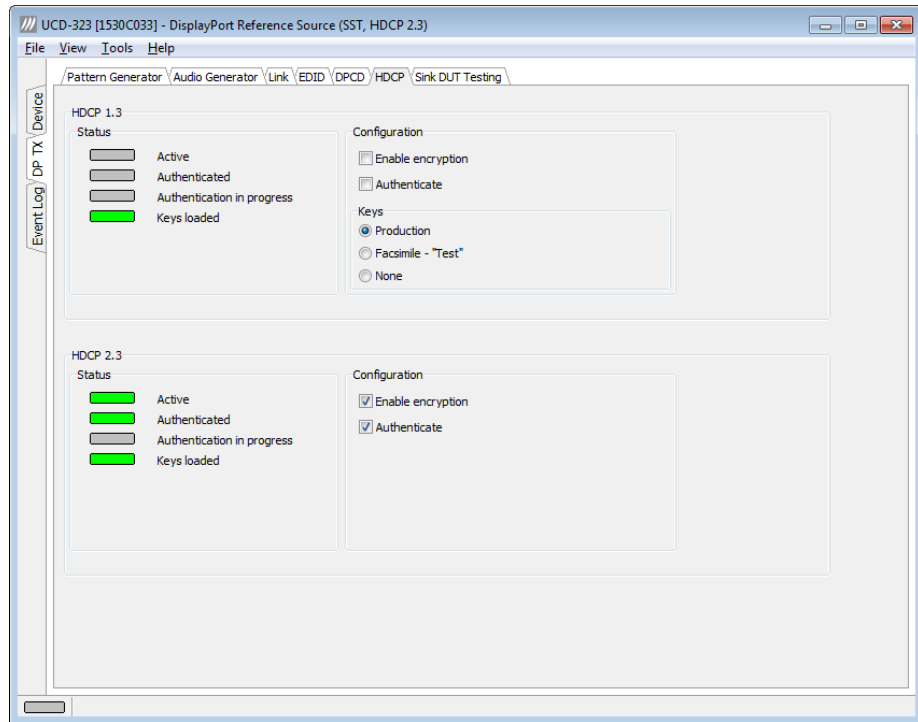 UCD-323 [1530C033] - DisplayPort Reference Source (SST, HDCP 2.3)
File View Tools Help
Pattern Generator Audio Generator Link EDID DPCD HDCP Sink DUT Testing
Device
DP TX
Event Log
HDCP 1.3
Status
Active
Authenticated
Authentication in progress
Keys loaded
Configuration
Enable encryption
Authenticate
Keys
Production
Facsimile - "Test"
None
HDCP 2.3
Status
Active
Authenticated
Authentication in progress
Keys loaded
Configuration
Enable encryption
Authenticate